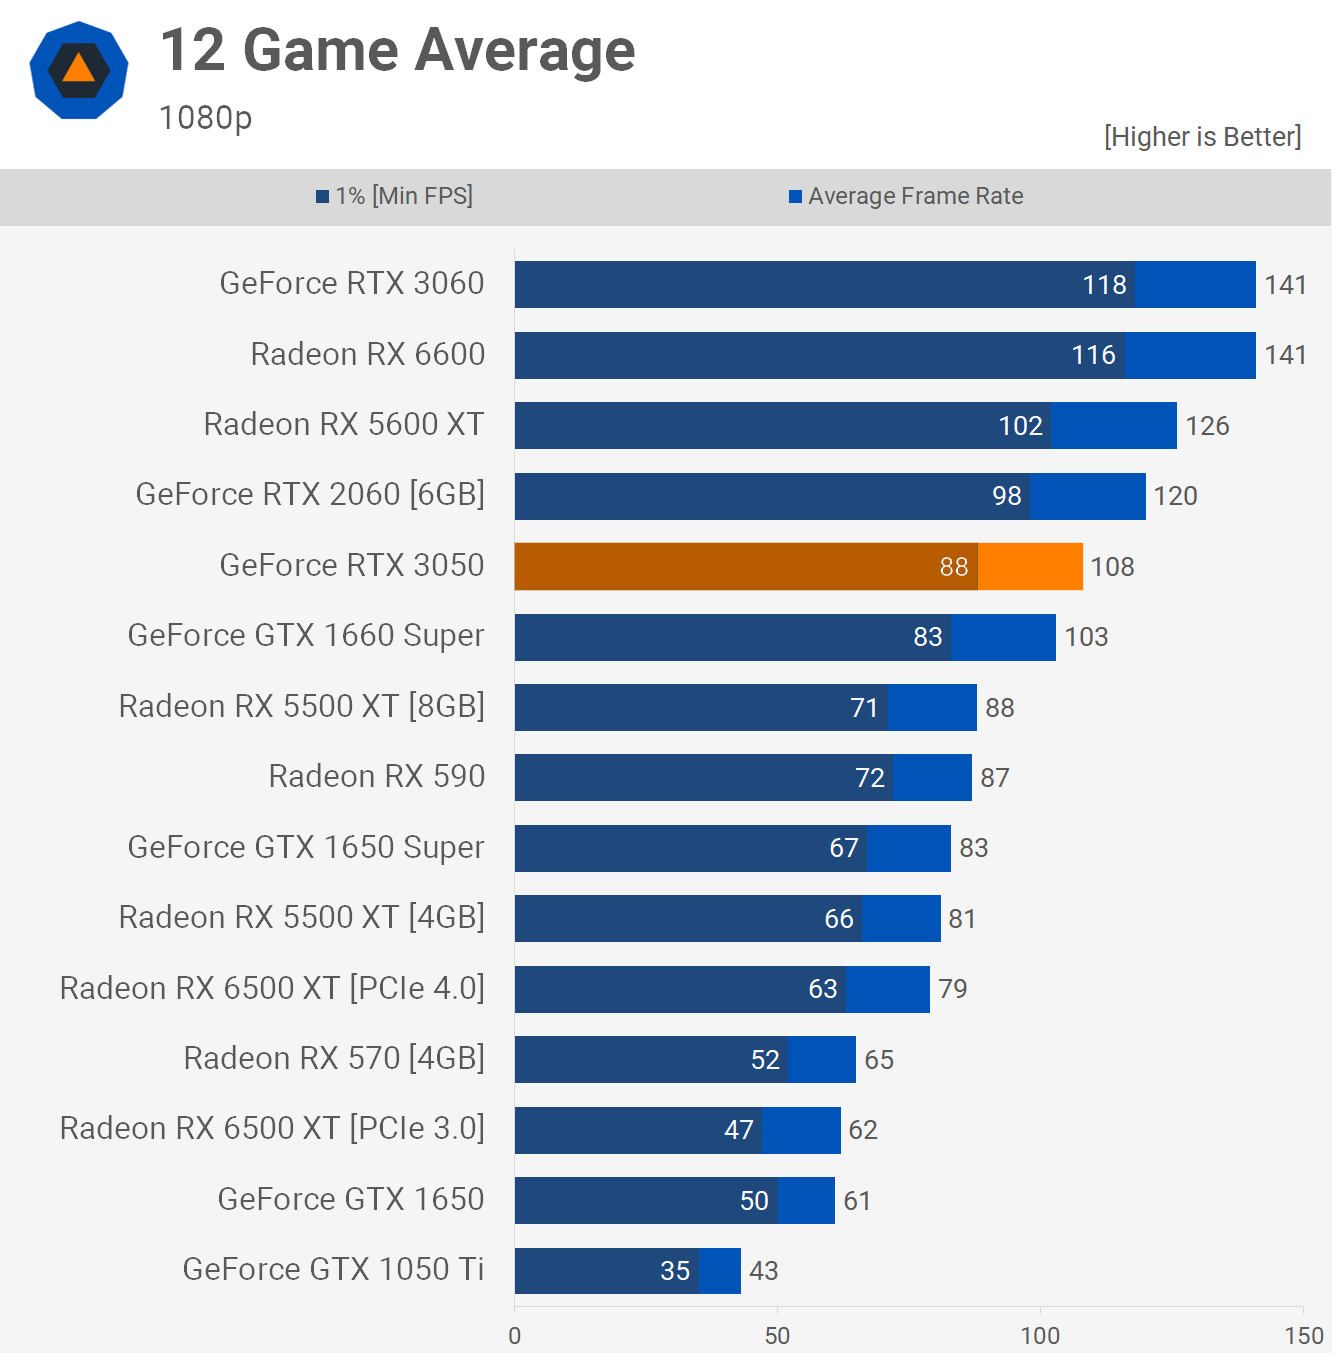 12 Game Average
1080p
[Higher is Better]
1% [Min FPS] Average Frame Rate
GeForce RTX 3060 118 141
Radeon RX 6600 116 141
Radeon RX 5600 XT 102 126
GeForce RTX 2060 [6GB] 98 120
GeForce RTX 3050 88 108
GeForce GTX 1660 Super 83 103
Radeon RX 5500 XT [8GB] 71 88
Radeon RX 590 72 87
GeForce GTX 1650 Super 67 83
Radeon RX 5500 XT [4GB] 66 81
Radeon RX 6500 XT [PCIe 4.0] 63 79
Radeon RX 570 [4GB] 52 65
Radeon RX 6500 XT [PCIe 3.0] 47 62
GeForce GTX 1650 50 61
GeForce GTX 1050 Ti 35 43
0 50 100 150